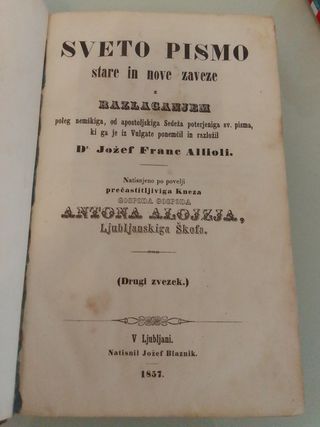 SVETO PISMO
stare in nove zaveze
z
RAZLAGANJEM
poleg nemškiga, od apostoljskiga Sedeža poterjeniga sv. pisma,
ki ga je iz Vulgate ponemčil in razložil
Dr Jožef Franc Allioli.
Natisnjeno po povelji
prečastitljiviga Kneza
GOSPODA GOSPODA
ANTONA ALOJZJA,
Ljubljanskiga Škofa.
(Drugi zvezek.)
V Ljubljani.
Natisnil Jožef Blaznik.
1857.